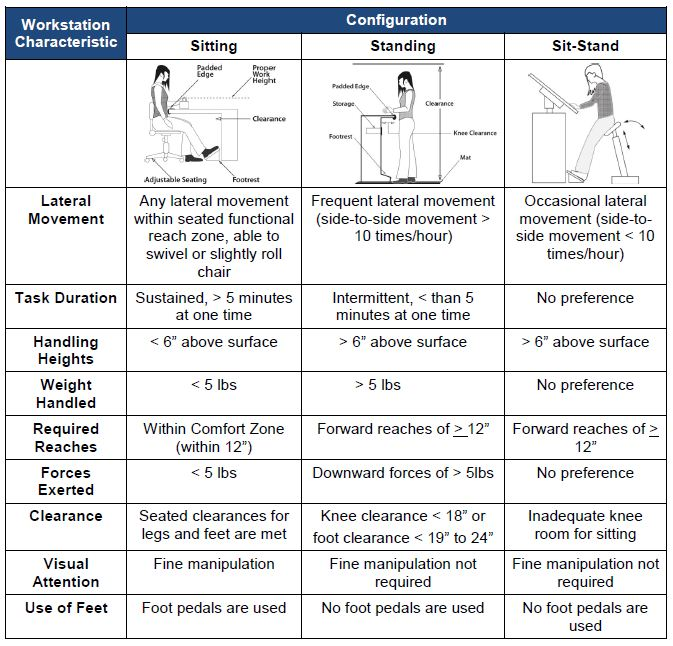 Workstation
Characteristic
Configuration
Sitting
Standing
Sit-Stand
Padded
Edge
Proper
Work
Height
Clearance
Adjustable Seating
Footrest
Padded Edge
Storage
Clearance
Footrest
Knee Clearance
Mat
Lateral
Movement
Any lateral movement
within seated functional
reach zone, able to
swivel or slightly roll
chair
Frequent lateral movement
(side-to-side movement >
10 times/hour)
Occasional lateral
movement (side-to-
side movement < 10
times/hour)
Task Duration
Sustained, > 5 minutes
at one time
Intermittent, < than 5
minutes at one time
No preference
Handling
Heights
< 6” above surface
> 6” above surface
> 6” above surface
Weight
Handled
< 5 lbs
> 5 lbs
No preference
Required
Reaches
Within Comfort Zone
(within 12”)
Forward reaches of > 12”
Forward reaches of >
12”
Forces
Exerted
< 5 lbs
Downward forces of > 5lbs
No preference
Clearance
Seated clearances for
legs and feet are met
Knee clearance < 18” or
foot clearance < 19” to 24”
Inadequate knee
room for sitting
Visual
Attention
Fine manipulation
Fine manipulation not
required
Fine manipulation not
required
Use of Feet
Foot pedals are used
No foot pedals are used
No foot pedals are
used